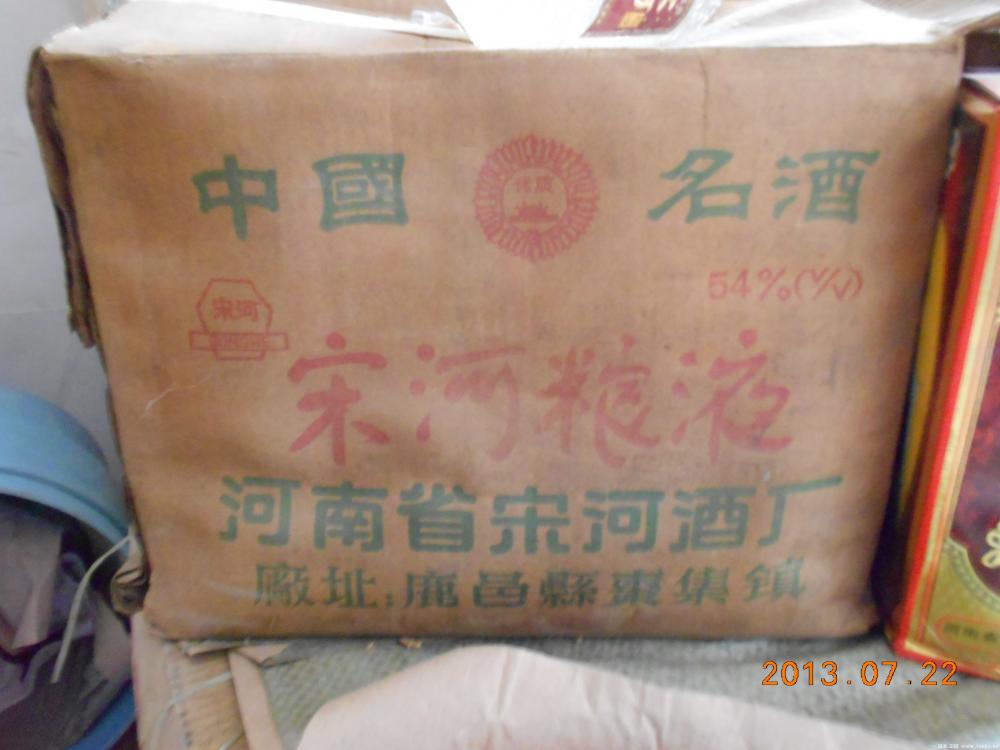 中國 名酒
54%(V/V)
宋河
宋河粮液
河南省宋河酒厂
廠址:鹿邑縣棗集鎮
2013.07.22